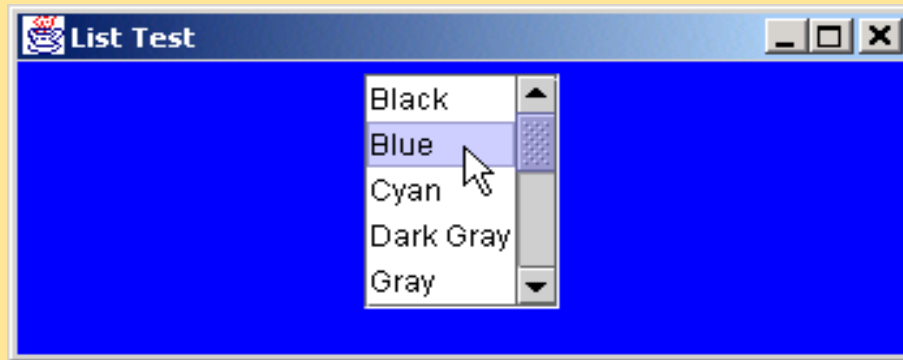 List Test
Black
Blue
Cyan
Dark Gray
Gray